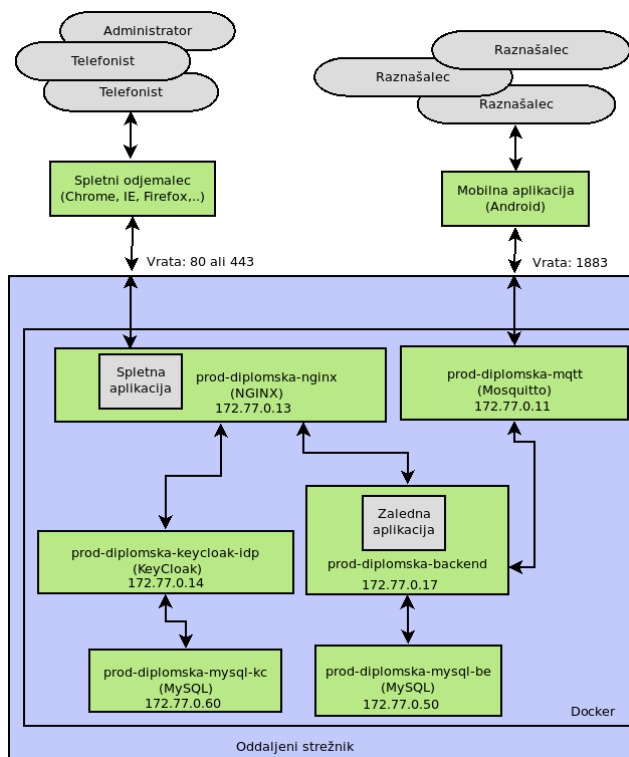 Administrator
Telefonist
Telefonist
Raznašalec
Raznašalec
Raznašalec
Spletni odjemalec
(Chrome, IE, Firefox,..)
Mobilna aplikacija
(Android)
Vrata: 80 ali 443
Vrata: 1883
Spletna
aplikacija
prod-diplomska-nginx
(NGINX)
172.77.0.13
prod-diplomska-mqtt
(Mosquitto)
172.77.0.11
prod-diplomska-keycloak-idp
(KeyCloak)
172.77.0.14
Zaledna
aplikacija
prod-diplomska-backend
172.77.0.17
prod-diplomska-mysql-kc
(MySQL)
172.77.0.60
prod-diplomska-mysql-be
(MySQL)
172.77.0.50
Docker
Oddaljeni strežnik